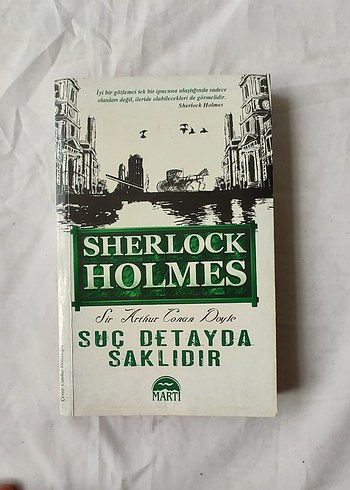 İyi bir gözlemci tek bir ipucuna ulaştığında sadece
olanları değil, ileride olabilecekleri de görmelidir.
Sherlock Holmes
SHERLOCK
HOLMES
Sir Arthur Conan Doyle
SUÇ DETAYDA
SAKLIDIR
MARTI